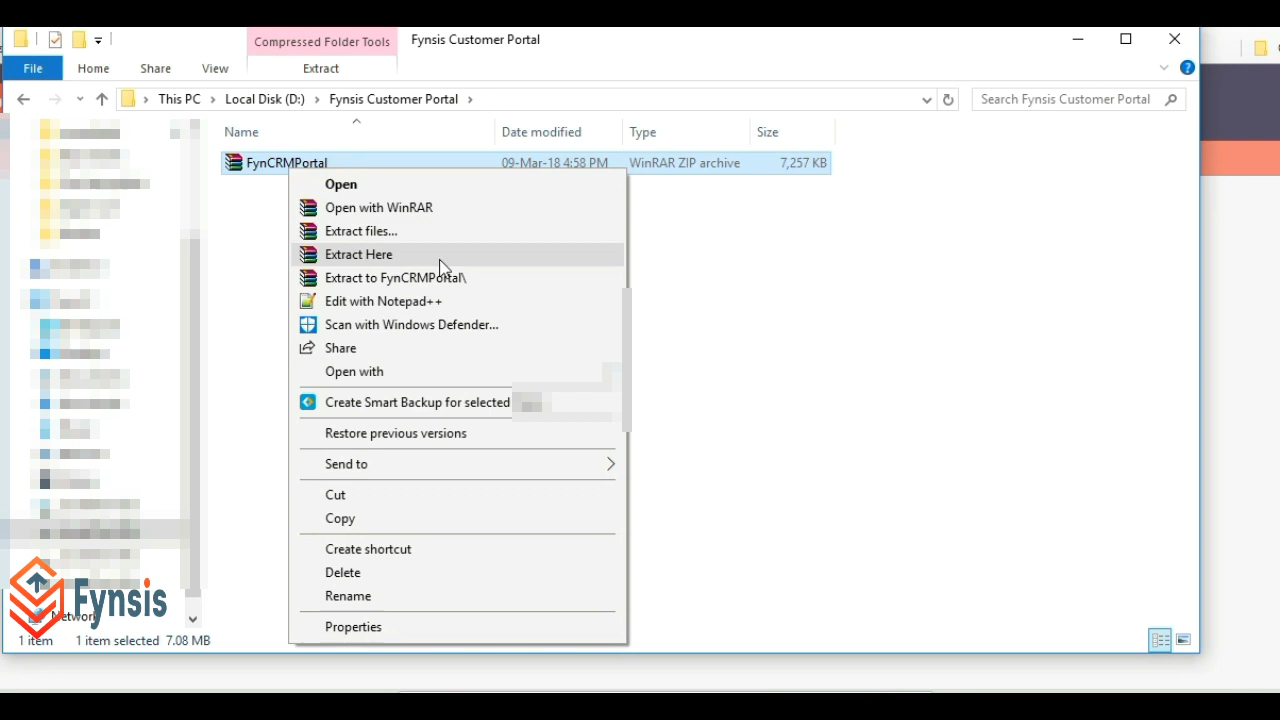 Compressed Folder Tools
Fynsis Customer Portal
File
Home
Share
View
Extract
This PC
Local Disk (D:)
Fynsis Customer Portal
Search Fynsis Customer Portal
Name
Date modified
Type
Size
FynCRMPortal
09-Mar-18 4:58 PM
WinRAR ZIP archive
7,257 KB
Open
Open with WinRAR
Extract files...
Extract Here
Extract to FynCRMPortal\
Edit with Notepad++
Scan with Windows Defender...
Share
Open with
Create Smart Backup for selected
Restore previous versions
Send to
Cut
Copy
Create shortcut
Delete
Rename
Properties
Fynsis
Network
1 item
1 item selected
7.08 MB